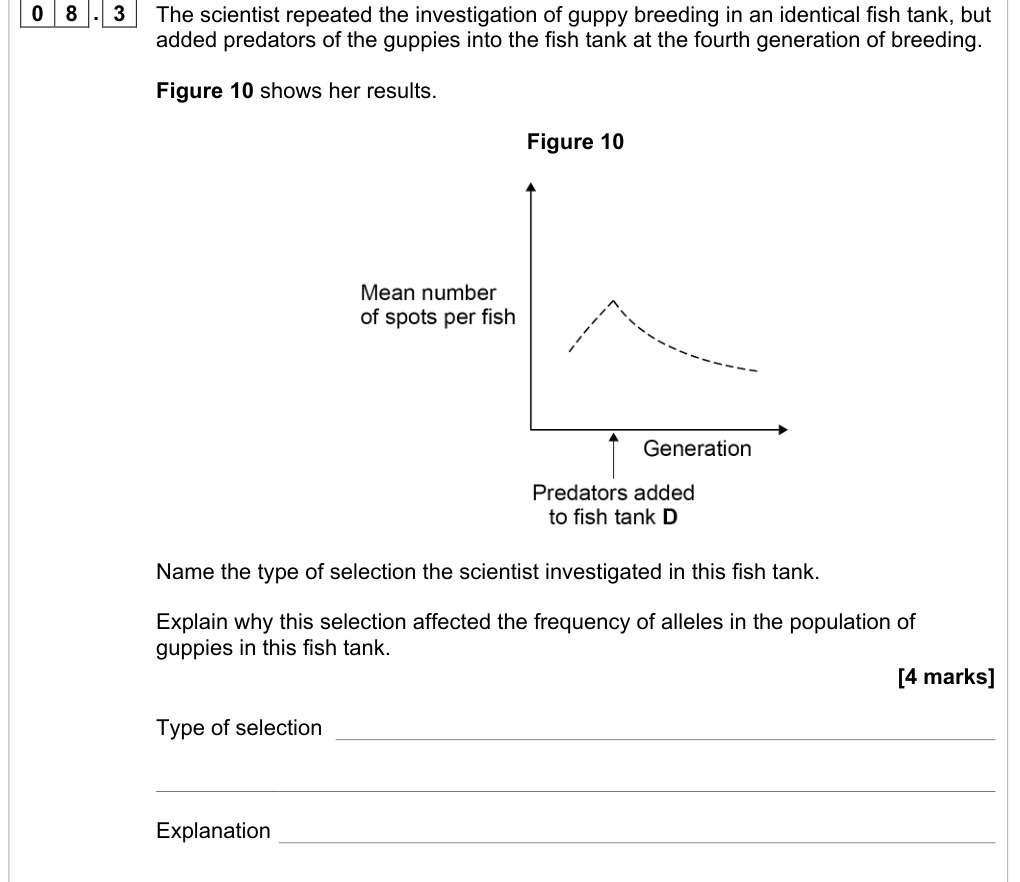 08.3 The scientist repeated the investigation of guppy breeding in an identical fish tank, but
added predators of the guppies into the fish tank at the fourth generation of breeding.
Figure 10 shows her results.
Figure 10
Mean number
of spots per fish
Generation
Predators added
to fish tank D
Name the type of selection the scientist investigated in this fish tank.
Explain why this selection affected the frequency of alleles in the population of
guppies in this fish tank.
[4 marks]
Type of selection
Explanation